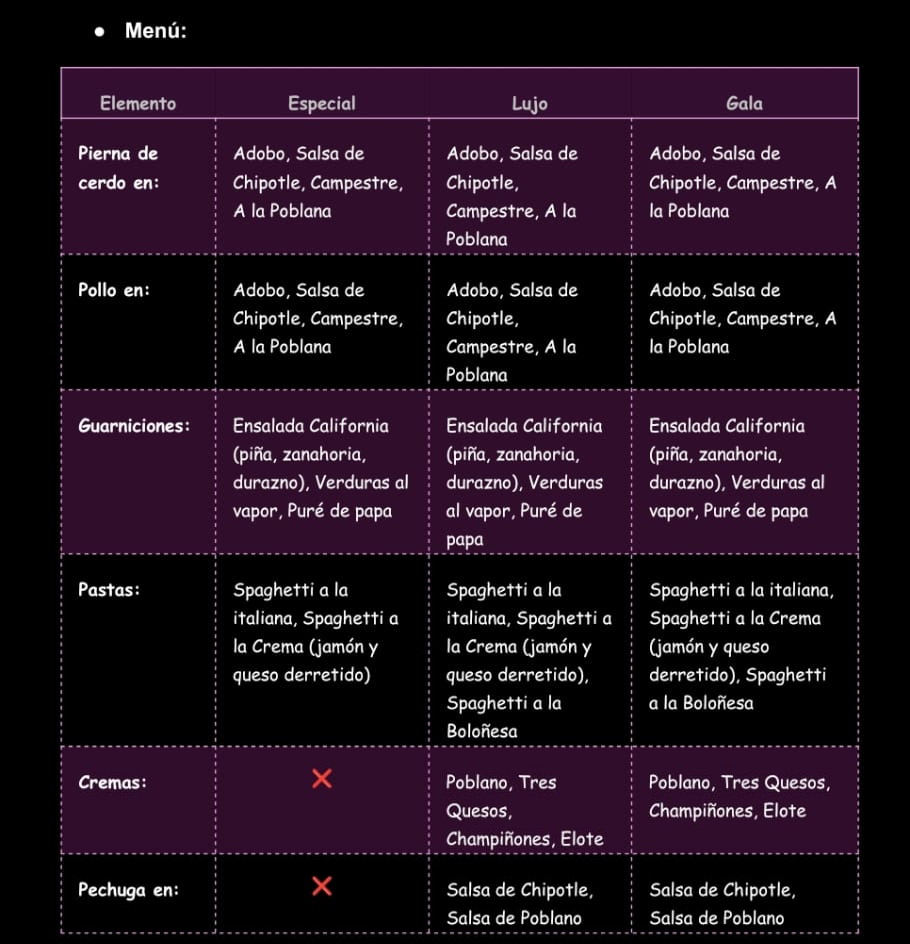 • Menú:
Elemento Especial Lujo Gala
Pierna de
cerdo en:
Adobo, Salsa de
Chipotle, Campestre,
A la Poblana
Adobo, Salsa de
Chipotle,
Campestre, A la
Poblana
Adobo, Salsa de
Chipotle, Campestre, A
la Poblana
Pollo en:
Adobo, Salsa de
Chipotle, Campestre,
A la Poblana
Adobo, Salsa de
Chipotle,
Campestre, A la
Poblana
Adobo, Salsa de
Chipotle, Campestre, A
la Poblana
Guarniciones:
Ensalada California
(piña, zanahoria,
durazno), Verduras al
vapor, Puré de papa
Ensalada California
(piña, zanahoria,
durazno), Verduras
al vapor, Puré de
papa
Ensalada California
(piña, zanahoria,
durazno), Verduras al
vapor, Puré de papa
Pastas:
Spaghetti a la
italiana, Spaghetti a
la Crema (jamón y
queso derretido)
Spaghetti a la
italiana, Spaghetti a
la Crema (jamón y
queso derretido),
Spaghetti a la
Boloñesa
Spaghetti a la italiana,
Spaghetti a la Crema
(jamón y queso
derretido), Spaghetti
a la Boloñesa
Cremas:
❌
Poblano, Tres
Quesos,
Champiñones, Elote
Poblano, Tres Quesos,
Champiñones, Elote
Pechuga en:
❌
Salsa de Chipotle,
Salsa de Poblano
Salsa de Chipotle,
Salsa de Poblano